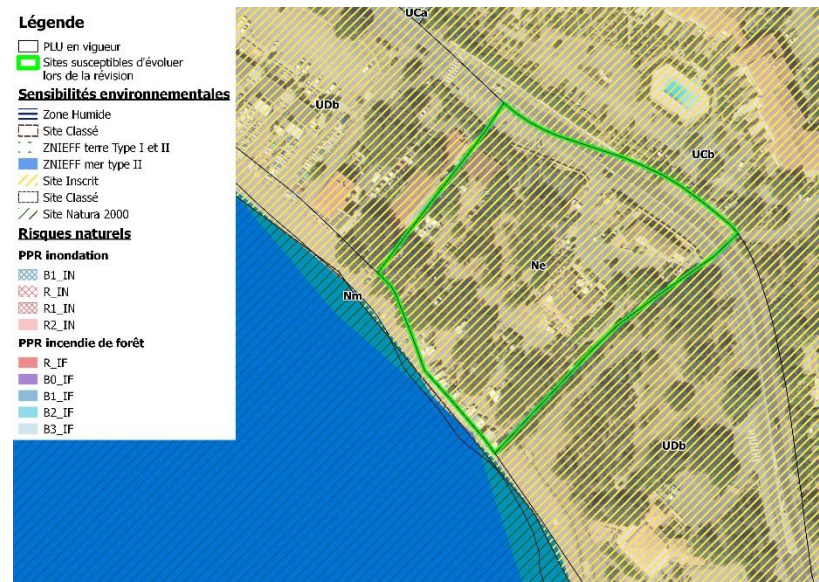 Légende
PLU en vigueur
Sites susceptibles d'évoluer
lors de la révision
Sensibilités environnementales
Zone Humide
Site Classé
ZNIEFF terre Type I et II
ZNIEFF mer type II
Site Inscrit
Site Classé
Site Natura 2000
Risques naturels
PPR inondation
B1_IN
R_IN
R1_IN
R2_IN
PPR incendie de forêt
R_IF
B0_IF
B1_IF
B2_IF
B3_IF
UCa
UDb
UCb
Ne
Nm
UDb